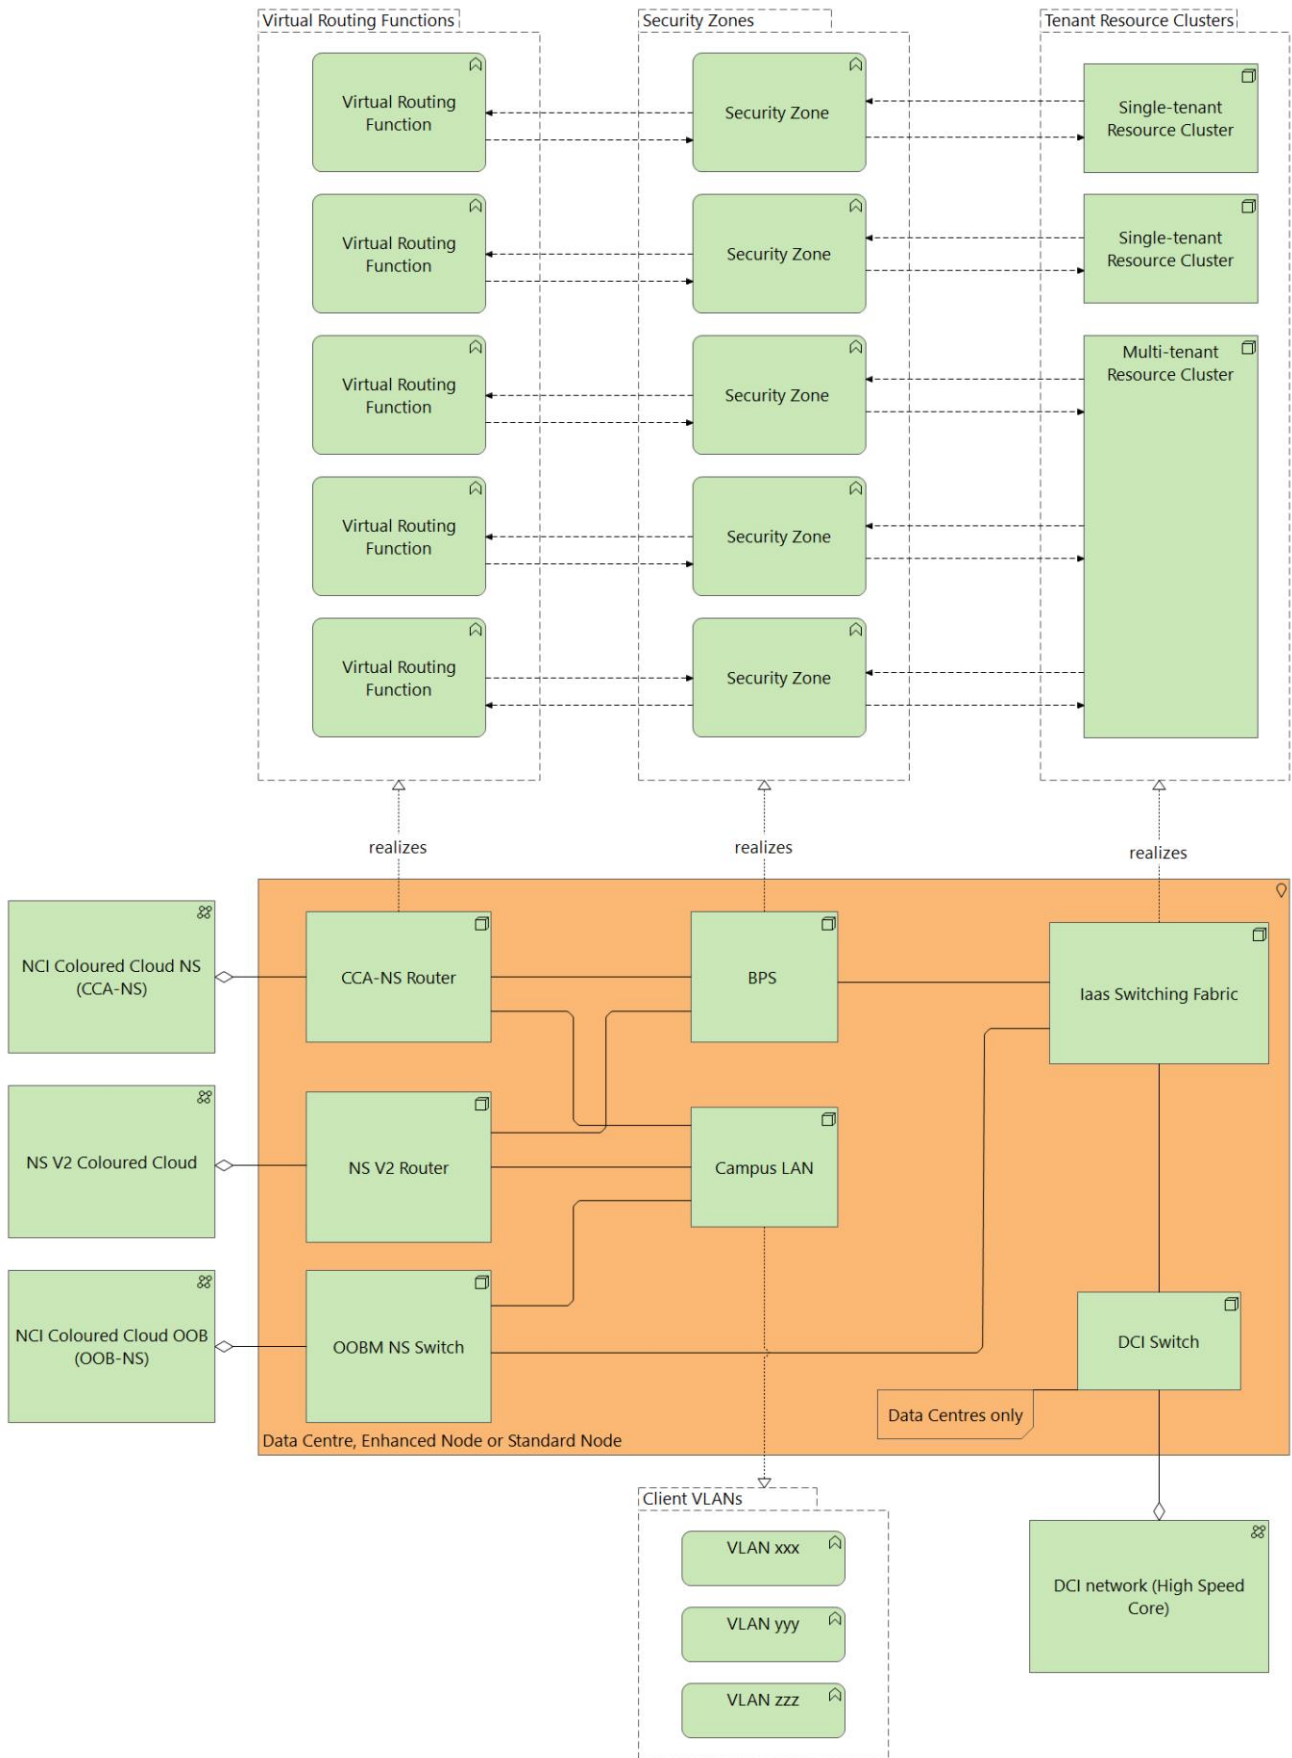 Virtual Routing Functions
Security Zones
Tenant Resource Clusters
Virtual Routing
Function
Security Zone
Single-tenant
Resource Cluster
Virtual Routing
Function
Security Zone
Single-tenant
Resource Cluster
Virtual Routing
Function
Security Zone
Multi-tenant
Resource Cluster
Virtual Routing
Function
Security Zone
Virtual Routing
Function
Security Zone
realizes
realizes
realizes
NCI Coloured Cloud NS
(CCA-NS)
CCA-NS Router
BPS
Iaas Switching Fabric
NS V2 Coloured Cloud
NS V2 Router
Campus LAN
NCI Coloured Cloud OOB
(OOB-NS)
OOBM NS Switch
DCI Switch
Data Centres only
Data Centre, Enhanced Node or Standard Node
Client VLANs
VLAN xxx
VLAN yyy
VLAN zzz
DCI network (High Speed
Core)